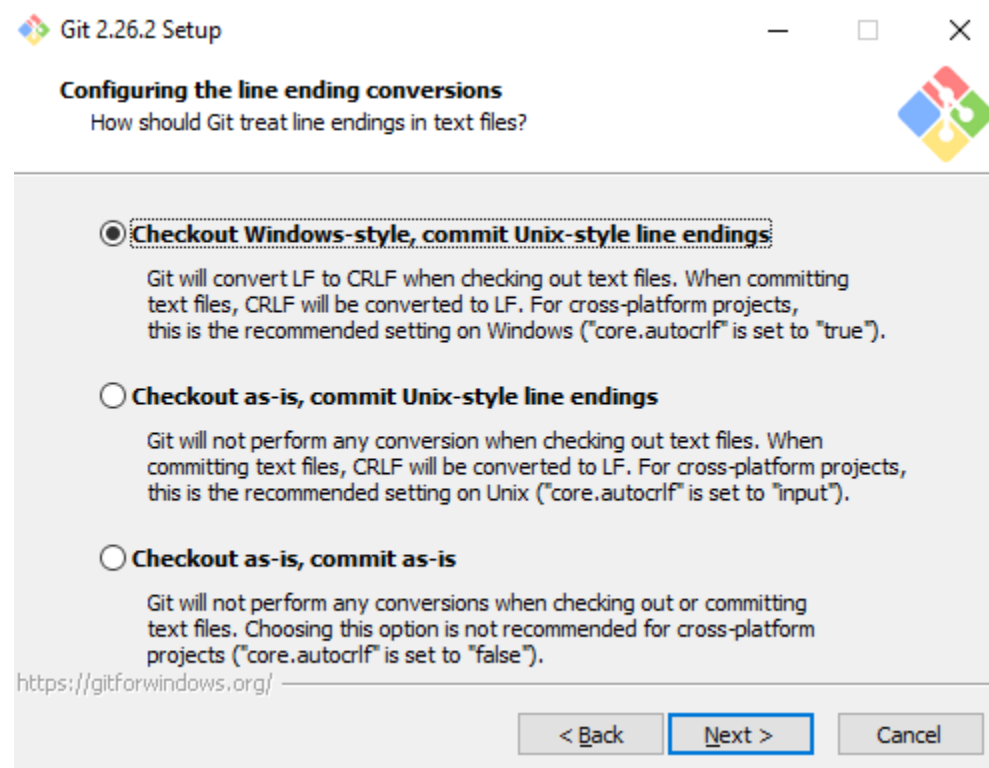 Git 2.26.2 Setup
Configuring the line ending conversions
How should Git treat line endings in text files?
Checkout Windows-style, commit Unix-style line endings
Git will convert LF to CRLF when checking out text files. When committing
text files, CRLF will be converted to LF. For cross-platform projects,
this is the recommended setting on Windows ("core.autocrlf" is set to "true").
Checkout as-is, commit Unix-style line endings
Git will not perform any conversion when checking out text files. When
committing text files, CRLF will be converted to LF. For cross-platform projects,
this is the recommended setting on Unix ("core.autocrlf" is set to "input").
Checkout as-is, commit as-is
Git will not perform any conversions when checking out or committing
text files. Choosing this option is not recommended for cross-platform
projects ("core.autocrlf" is set to "false").
https://gitforwindows.org/
< Back Next > Cancel